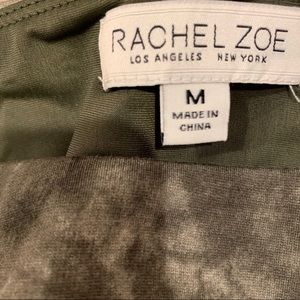 RACHEL ZOE
LOS ANGELES NEW YORK
M
MADE IN
CHINA